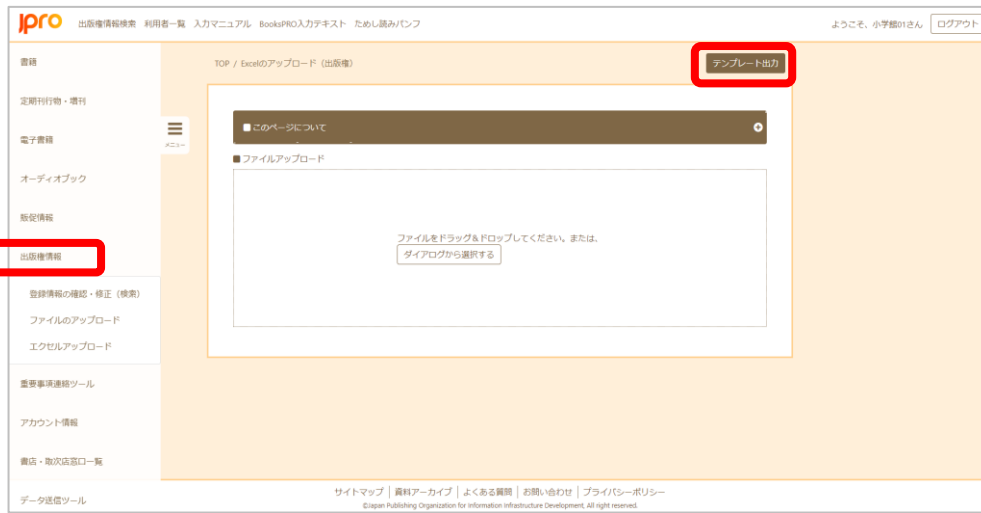 JPRO 出版権情報検索 利用者一覧 入力マニュアル BooksPRO入力テキスト ためし読みパンフ ようこそ、小学館01さん ログアウト
書籍
定期刊行物・増刊
電子書籍
オーディオブック
販促情報
出版権情報
登録情報の確認・修正（検索）
ファイルのアップロード
エクセルアップロード
重要事項連絡ツール
アカウント情報
書店・取次店窓口一覧
データ送信ツール
メニュー
TOP / Excelのアップロード（出版権） テンプレート出力
このページについて
ファイルアップロード
ファイルをドラッグ&ドロップしてください。または、
ダイアログから選択する
サイトマップ│資料アーカイブ│よくある質問│お問い合わせ│プライバシーポリシー
©Japan Publishing Organization for Information Infrastructure Development, All right reserved.